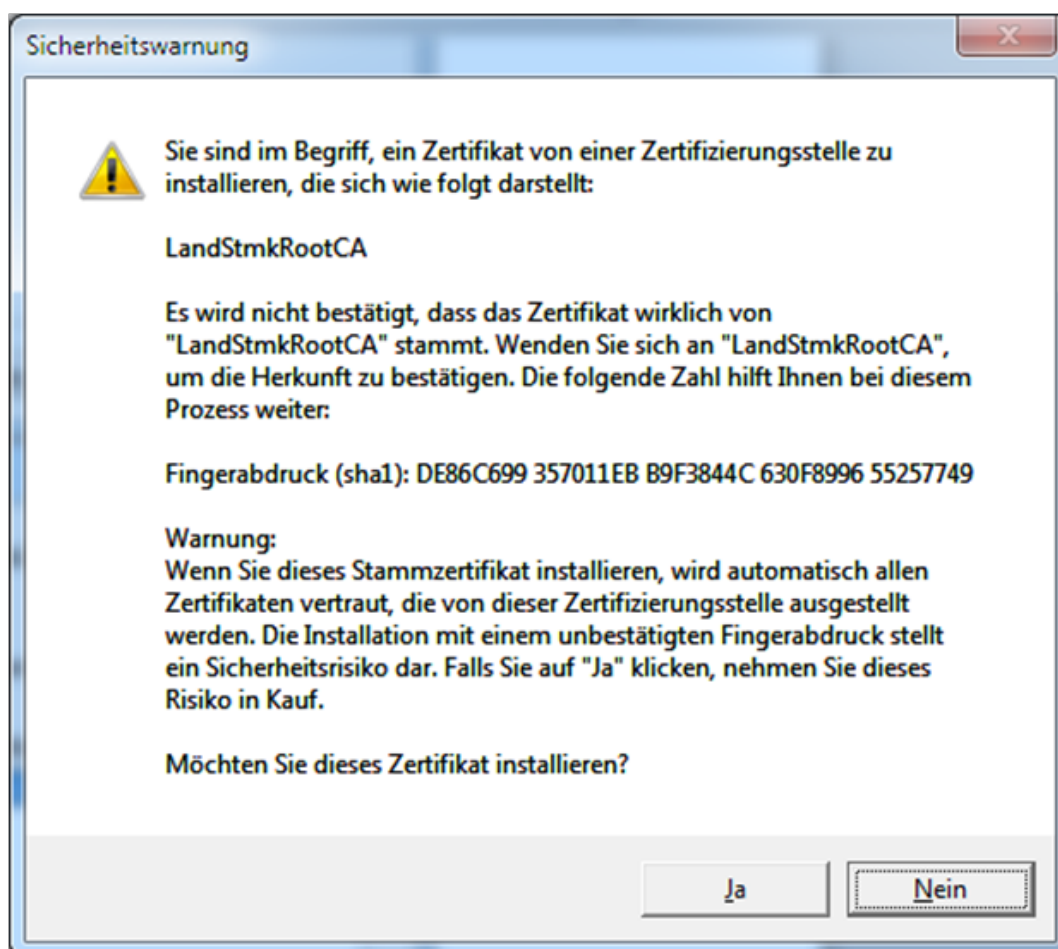 Sicherheitswarnung
Sie sind im Begriff, ein Zertifikat von einer Zertifizierungsstelle zu
installieren, die sich wie folgt darstellt:
LandStmkRootCA
Es wird nicht bestätigt, dass das Zertifikat wirklich von
"LandStmkRootCA" stammt. Wenden Sie sich an "LandStmkRootCA",
um die Herkunft zu bestätigen. Die folgende Zahl hilft Ihnen bei diesem
Prozess weiter:
Fingerabdruck (sha1): DE86C699 357011EB B9F3844C 630F8996 55257749
Warnung:
Wenn Sie dieses Stammzertifikat installieren, wird automatisch allen
Zertifikaten vertraut, die von dieser Zertifizierungsstelle ausgestellt
werden. Die Installation mit einem unbestätigten Fingerabdruck stellt
ein Sicherheitsrisiko dar. Falls Sie auf "Ja" klicken, nehmen Sie dieses
Risiko in Kauf.
Möchten Sie dieses Zertifikat installieren?
Ja
Nein